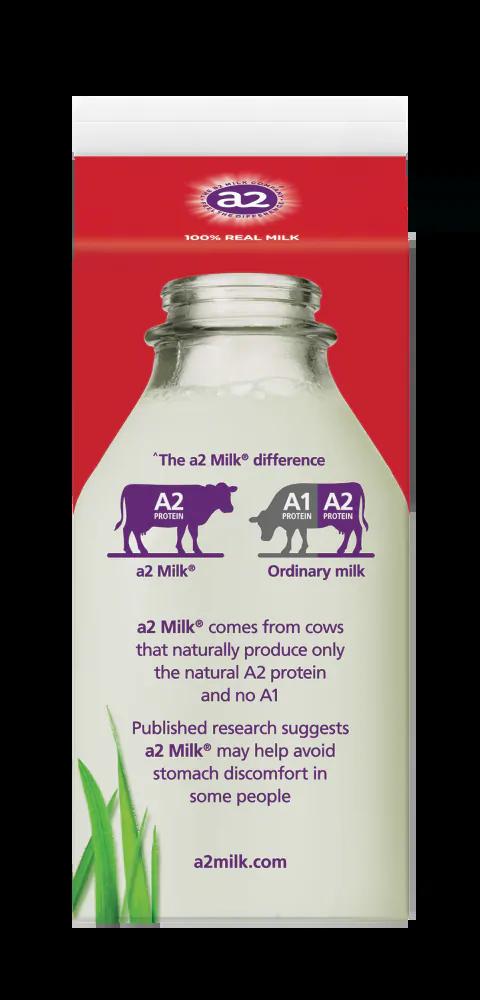 THE a2 MILK COMPANY
a2
FEEL THE DIFFERENCE
100% REAL MILK
^The a2 Milk® difference
A2
PROTEIN
A1
PROTEIN
A2
PROTEIN
a2 Milk®
Ordinary milk
a2 Milk® comes from cows
that naturally produce only
the natural A2 protein
and no A1
Published research suggests
a2 Milk® may help avoid
stomach discomfort in
some people
a2milk.com